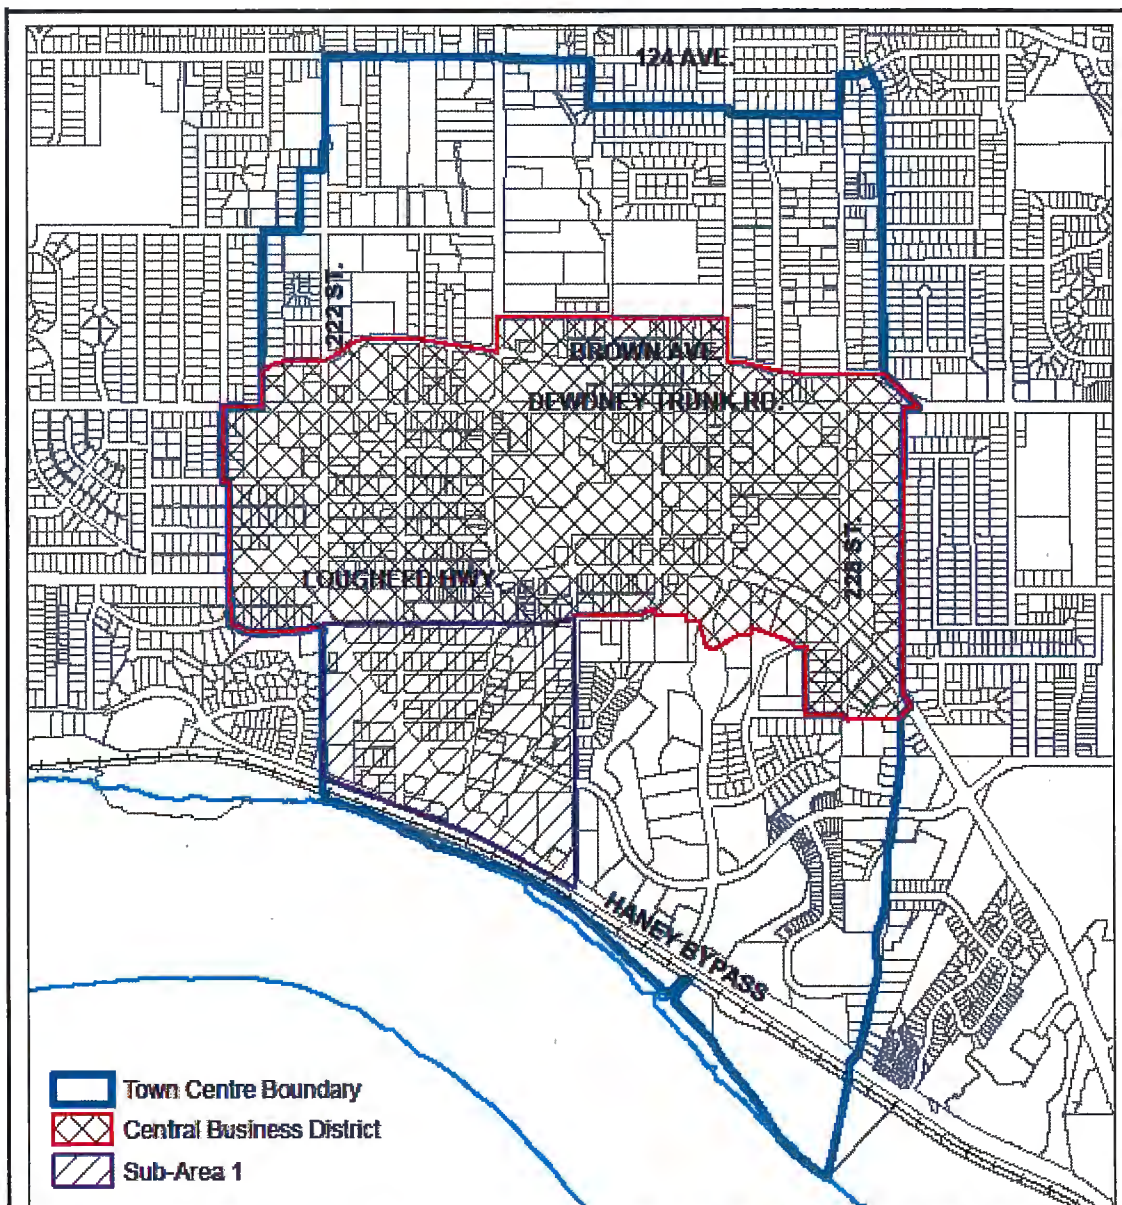 124 AVE.
222 ST.
BROWN AVE.
DEWDNEY TRUNK RD.
LOUGHEED HWY.
228 ST.
HANEY BYPASS
Town Centre Boundary
Central Business District
Sub-Area 1